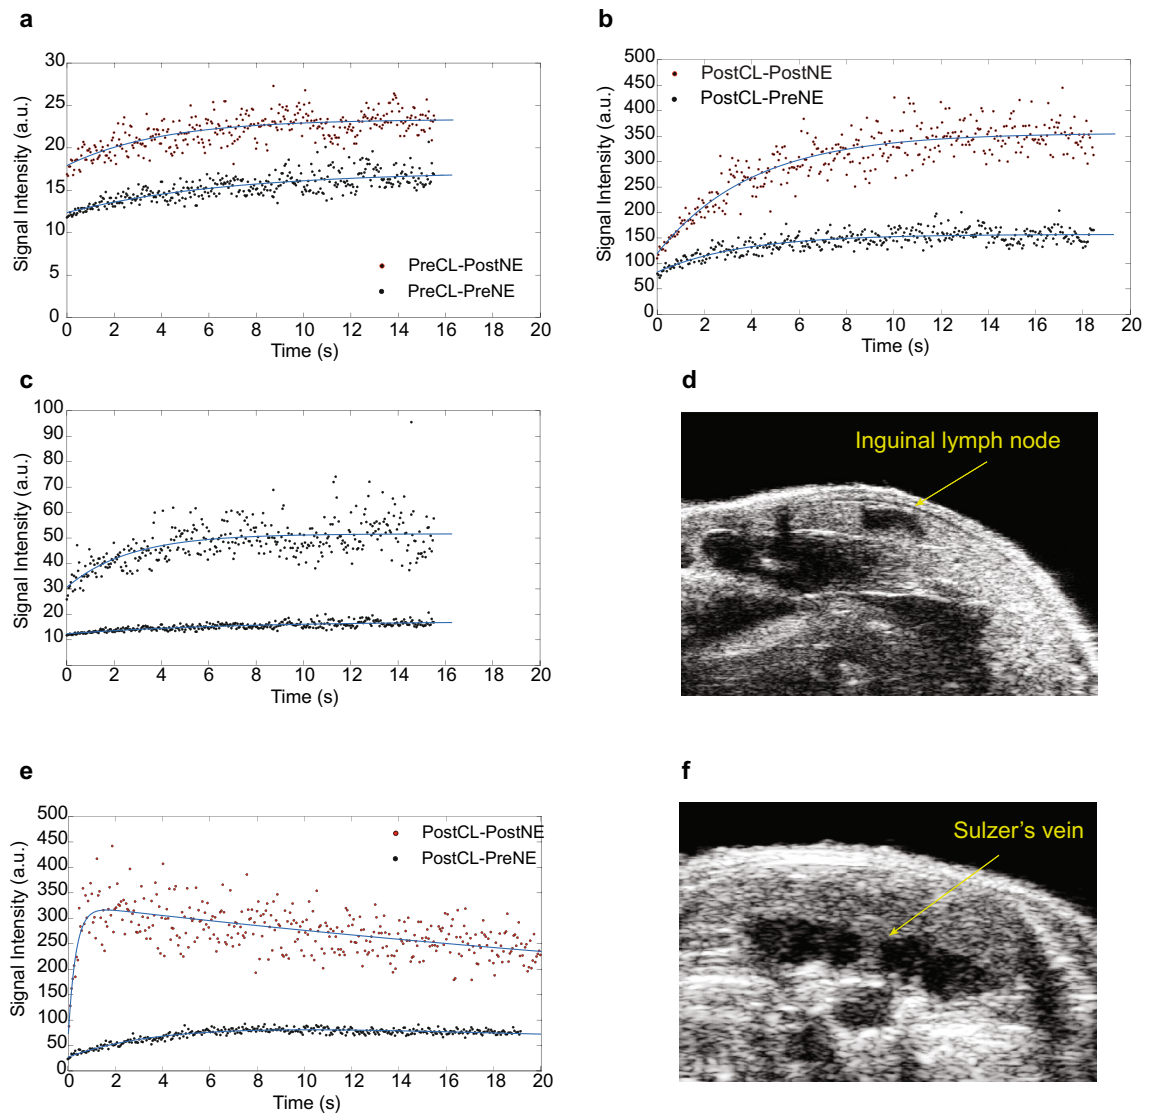 a
30
25
20
15
10
5
0
Signal Intensity (a.u.)
PreCL-PostNE
PreCL-PreNE
0 2 4 6 8 10 12 14 16 18 20
Time (s)
b
500
450
400
350
300
250
200
150
100
50
0
Signal Intensity (a.u.)
PostCL-PostNE
PostCL-PreNE
0 2 4 6 8 10 12 14 16 18 20
Time (s)
c
100
90
80
70
60
50
40
30
20
10
Signal Intensity (a.u.)
0 2 4 6 8 10 12 14 16 18 20
Time (s)
d
Inguinal lymph node
e
500
450
400
350
300
250
200
150
100
50
0
Signal Intensity (a.u.)
PostCL-PostNE
PostCL-PreNE
0 2 4 6 8 10 12 14 16 18 20
Time (s)
f
Sulzer's vein